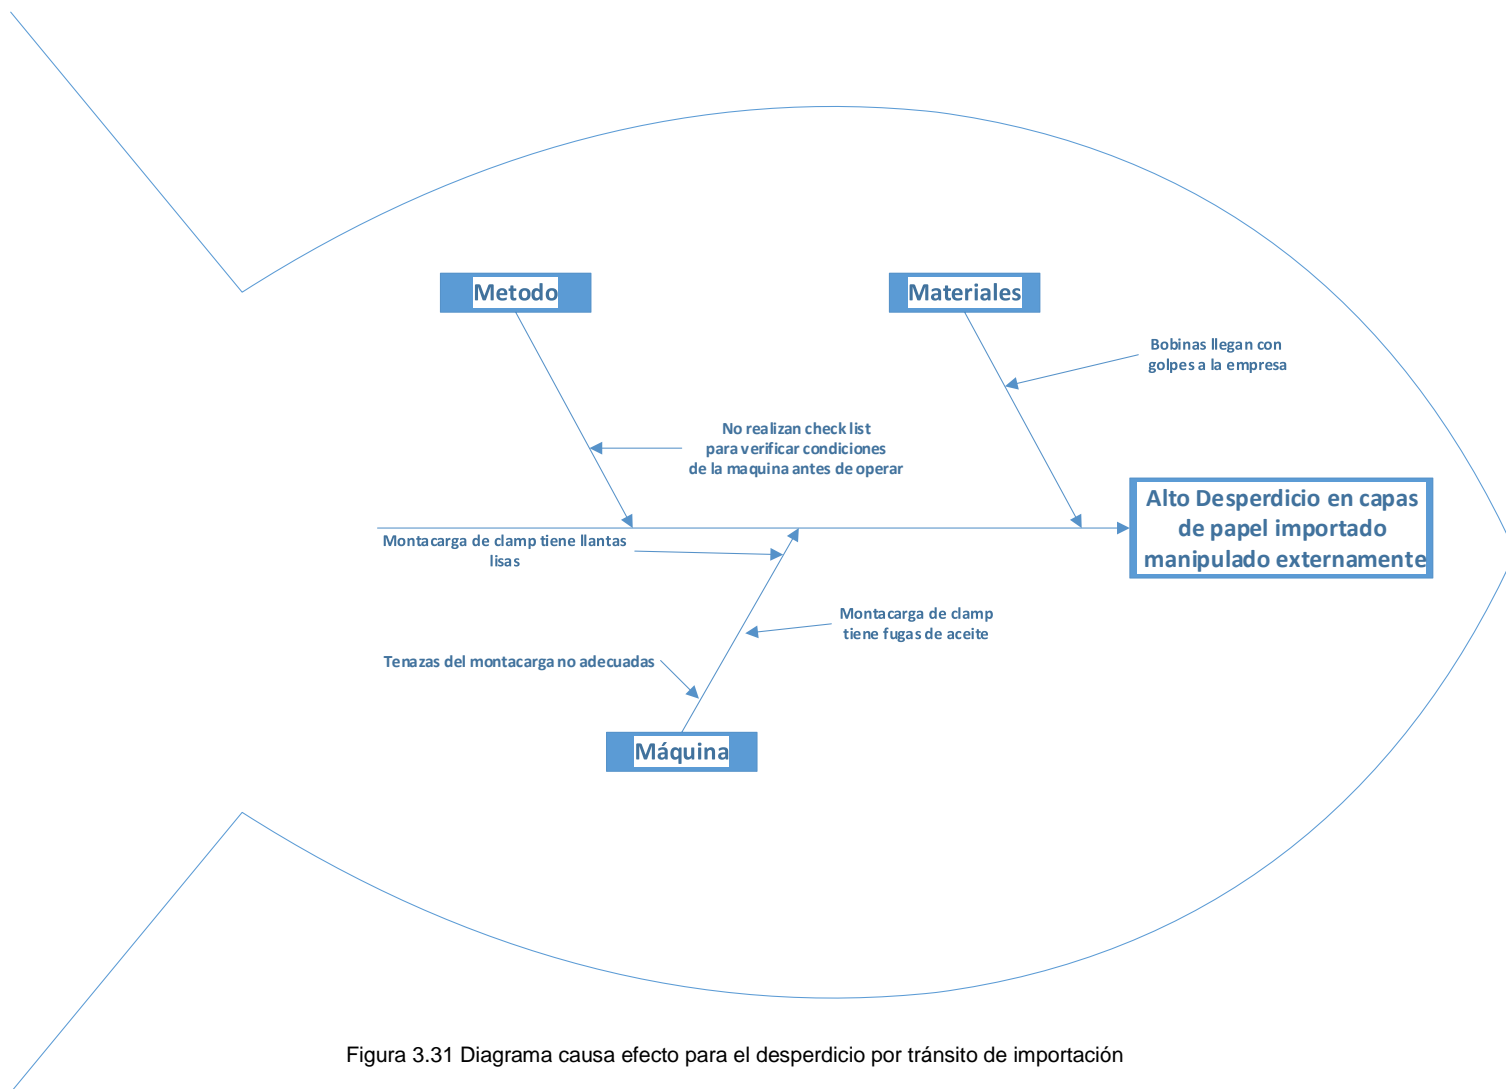 Metodo
Materiales
Bobinas llegan con
golpes a la empresa
No realizan check list
para verificar condiciones
de la maquina antes de operar
Alto Desperdicio en capas
de papel importado
manipulado externamente
Montacarga de clamp tiene llantas
lisas
Montacarga de clamp
tiene fugas de aceite
Tenazas del montacarga no adecuadas
Máquina
Figura 3.31 Diagrama causa efecto para el desperdicio por tránsito de importación